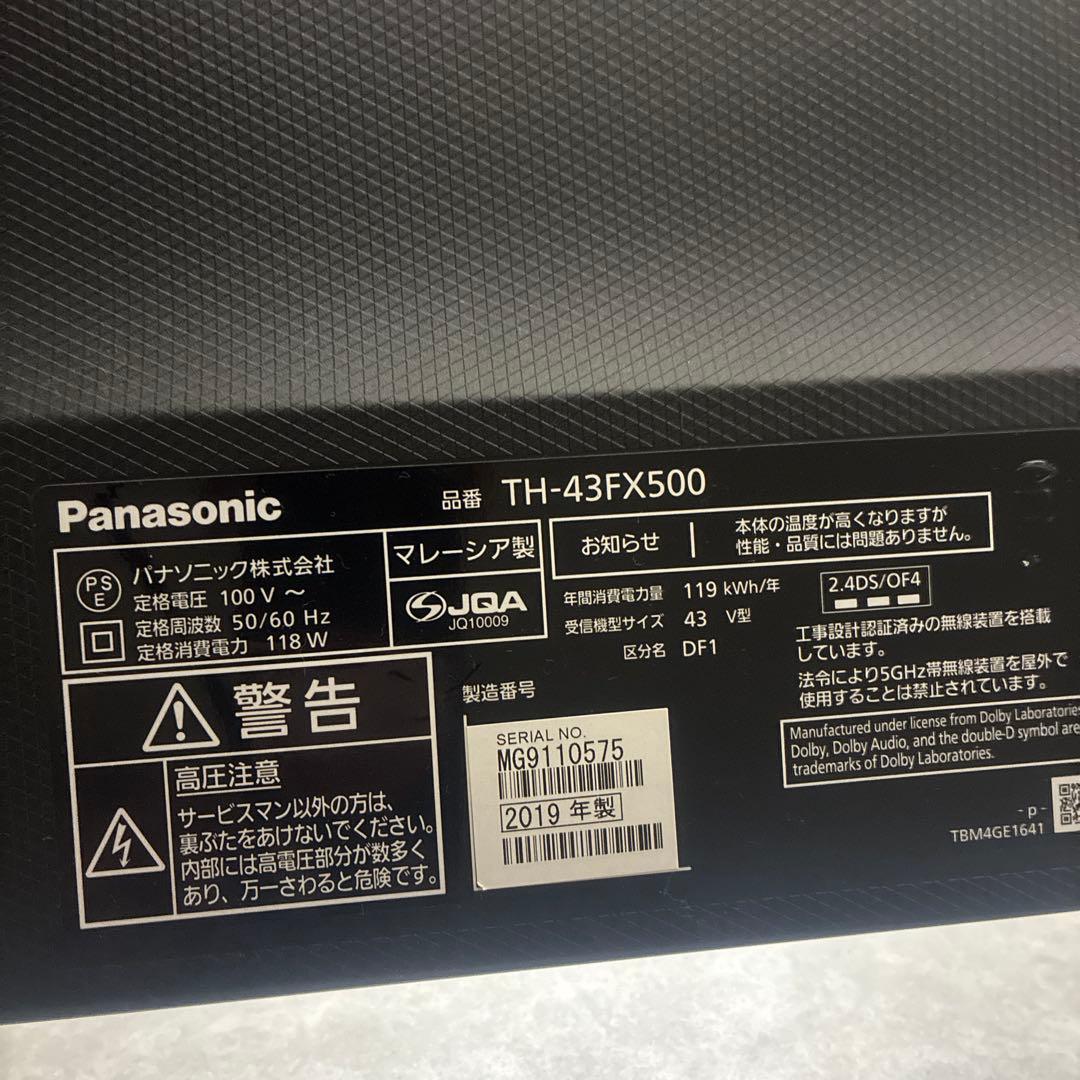 Panasonic
品番 TH-43FX500
PS
E
パナソニック株式会社
定格電圧 100 V ～
定格周波数 50/60 Hz
定格消費電力 118 W
マレーシア製
JQA
JQ10009
お知らせ
本体の温度が高くなりますが
性能・品質には問題ありません。
年間消費電力量 119 kWh/年
受信機型サイズ 43 V型
区分名 DF1
2.4DS/OF4
工事設計認証済みの無線装置を搭載
しています。
法令により5GHz帯無線装置を屋外で
使用することは禁止されています。
Manufactured under license from Dolby Laboratories
Dolby, Dolby Audio, and the double-D symbol are
trademarks of Dolby Laboratories.
- p -
TBM4GE1641
警告
高圧注意
サービスマン以外の方は、
裏ぶたをあけないでください。
内部には高電圧部分が数多く
あり、万一さわると危険です。
製造番号
SERIAL NO.
MG9110575
2019 年製